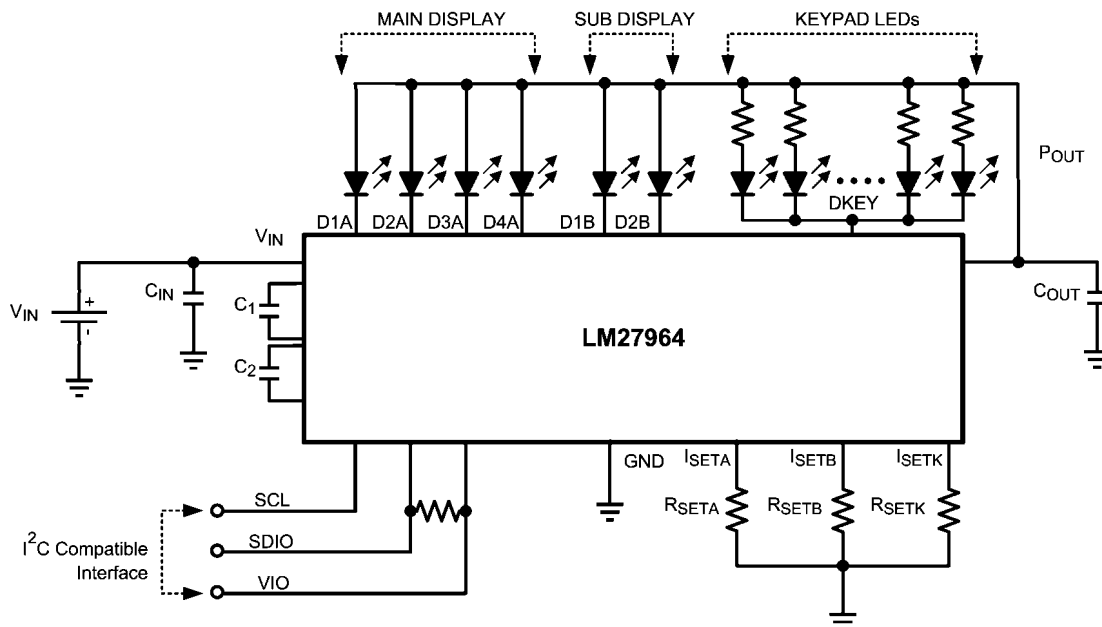 MAIN DISPLAY SUB DISPLAY KEYPAD LEDs
POUT
D1A D2A D3A D4A D1B D2B DKEY
VIN
CIN C1 COUT
VIN + -
LM27964
C2
GND ISETA ISETB ISETK
RSETA RSETB RSETK
SCL
I²C Compatible
Interface
SDIO
VIO